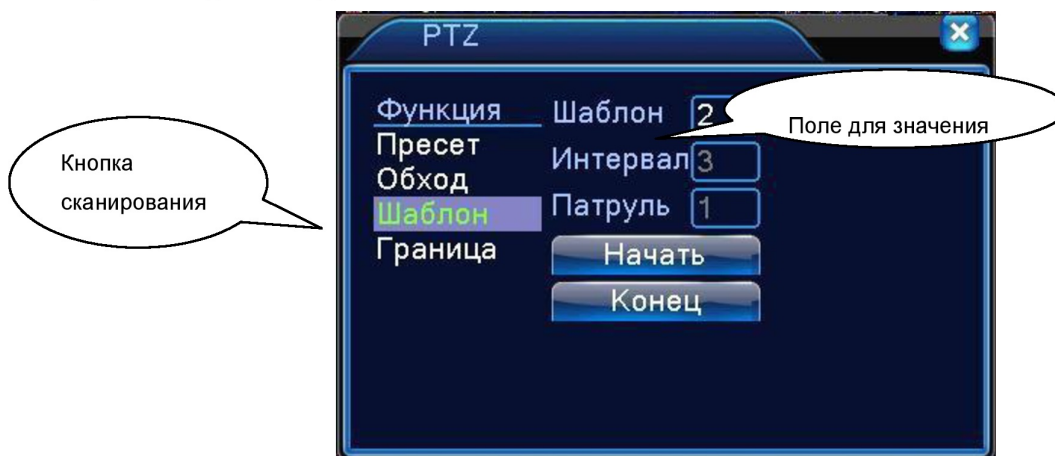 PTZ
Функция
Пресет
Обход
Шаблон
Граница
Шаблон 2
Интервал 3
Патруль 1
Начать
Конец
Кнопка
сканирования
Поле для значения